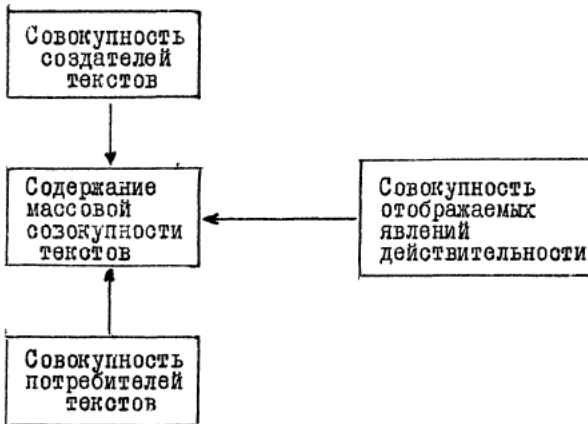 Совокупность
создателей
текстов
Содержание
массовой
созокупности
текстов
Совокупность
отображаемых
явлений
действительности
Совокупность
потребителей
текстов